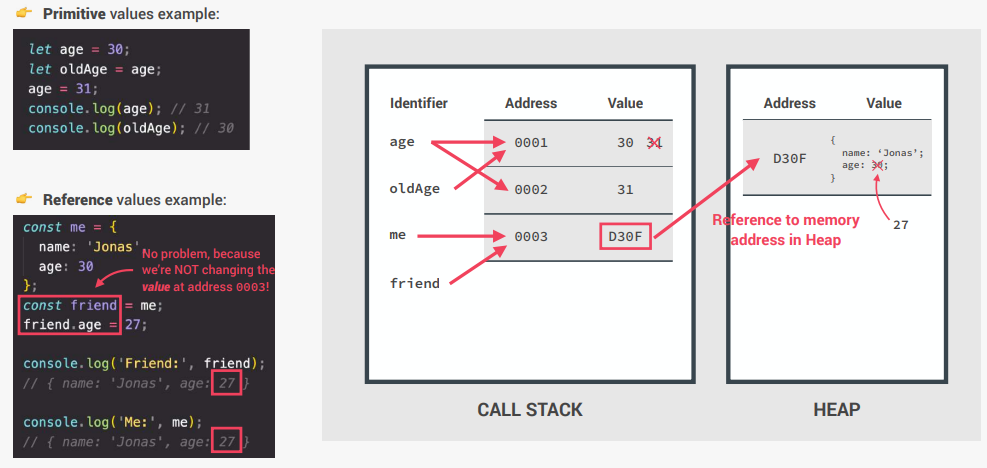 👉 Primitive values example:
let age = 30;
let oldAge = age;
age = 31;
console.log(age); // 31
console.log(oldAge); // 30
👉 Reference values example:
const me = {
name: 'Jonas'
age: 30
};
No problem, because
we're NOT changing the
value at address 0003!
const friend = me;
friend.age = 27;
console.log('Friend:', friend);
// { name: 'Jonas', age: 27 }
console.log('Me:', me);
// { name: 'Jonas', age: 27 }
Identifier Address Value
age 0001 30 31
oldAge 0002 31
me 0003 D30F
friend
CALL STACK
Address Value
D30F
{
name: ‘Jonas’;
age: 30;
}
27
Reference to memory
address in Heap
HEAP